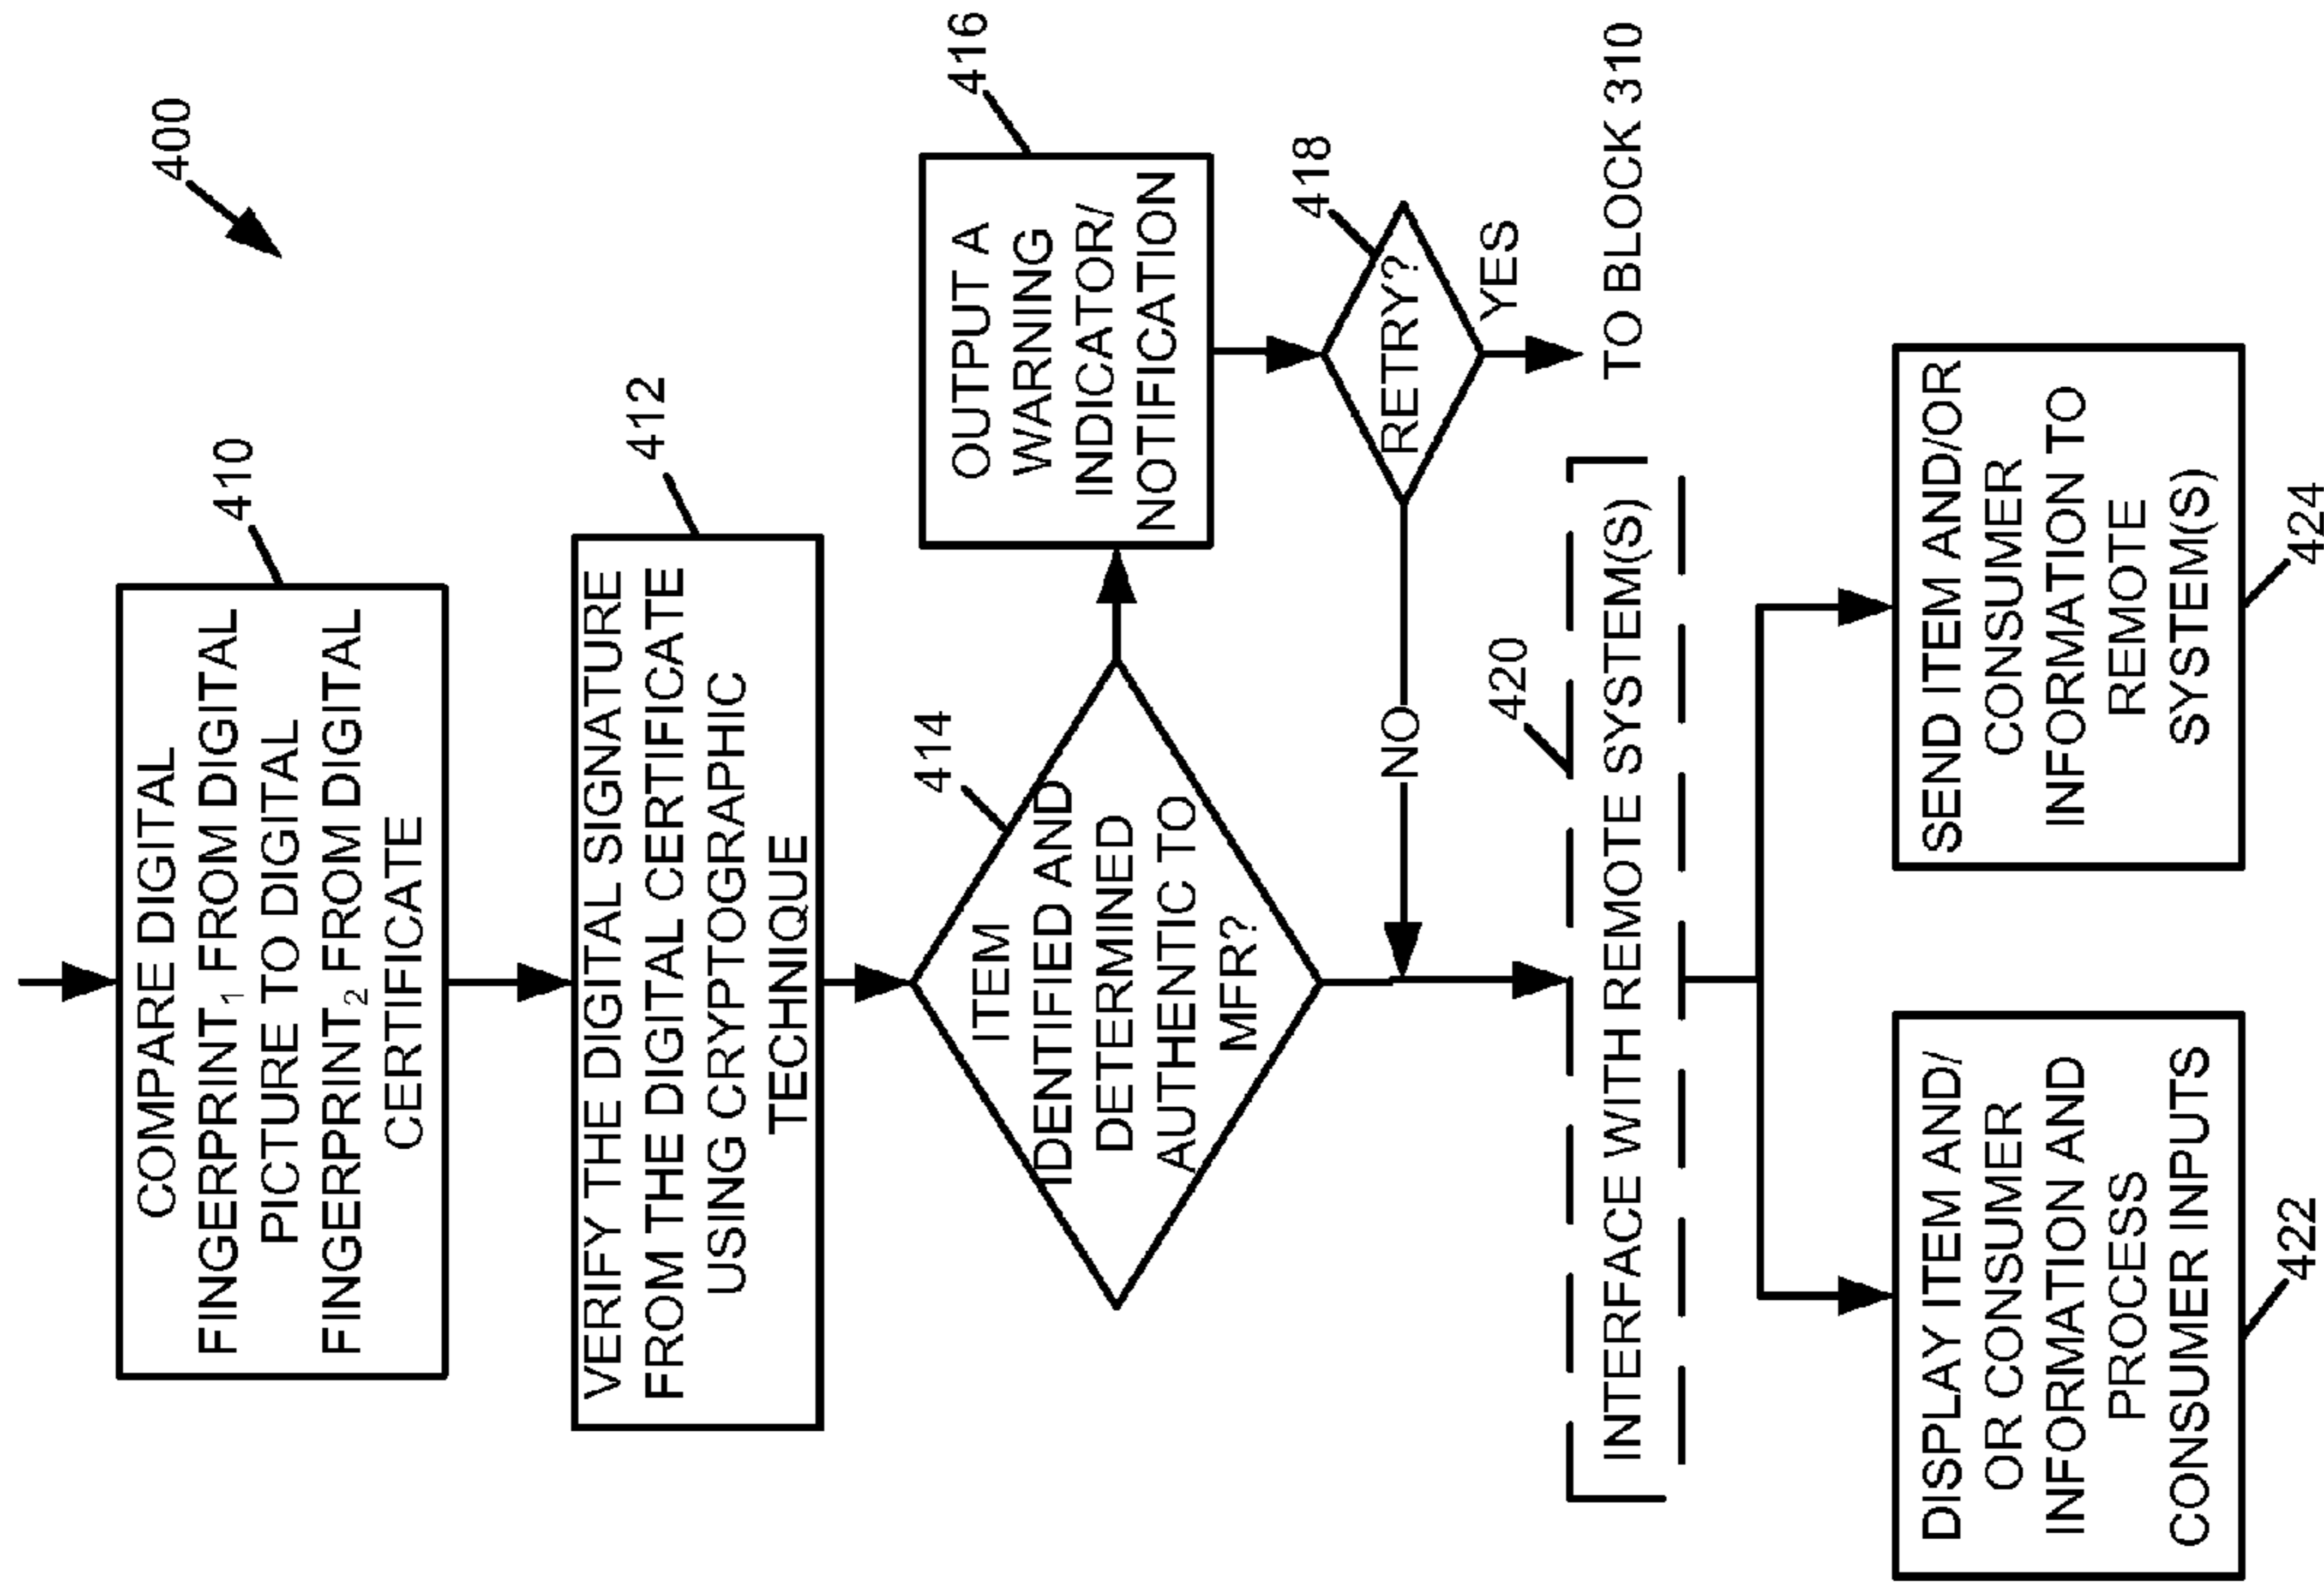 400
COMPARE DIGITAL
FINGERPRINT1 FROM DIGITAL
PICTURE TO DIGITAL
FINGERPRINT2 FROM DIGITAL
CERTIFICATE
410
VERIFY THE DIGITAL SIGNATURE
FROM THE DIGITAL CERTIFICATE
USING CRYPTOGRAPHIC
TECHNIQUE
412
ITEM
IDENTIFIED AND
DETERMINED
AUTHENTIC TO
MFR?
414
OUTPUT A
WARNING
INDICATOR/
NOTIFICATION
416
RETRY?
418
YES
TO BLOCK 310
NO
420
INTERFACE WITH REMOTE SYSTEM(S)
DISPLAY ITEM AND/
OR CONSUMER
INFORMATION AND
PROCESS
CONSUMER INPUTS
422
SEND ITEM AND/OR
CONSUMER
INFORMATION TO
REMOTE
SYSTEM(S)
424